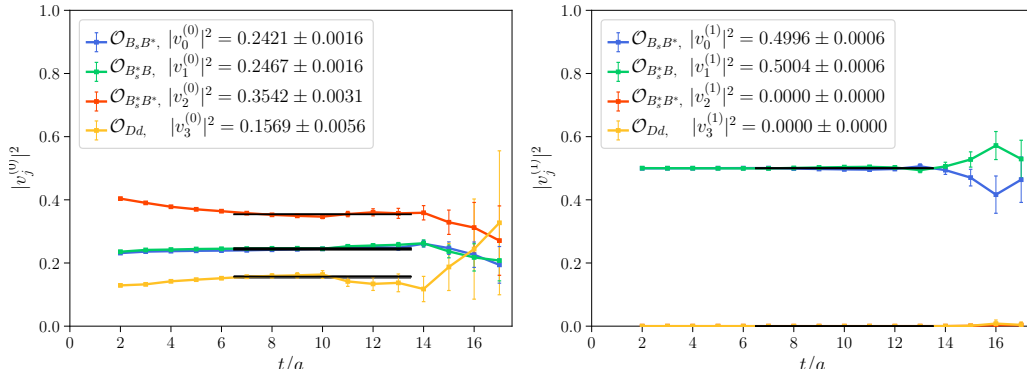 1.0
0.8
0.6
0.4
0.2
0.0
|v_j^{(0)}|^2
O_{B_sB*}, |v_0^{(0)}|^2 = 0.2421 ± 0.0016
O_{B_s*B}, |v_1^{(0)}|^2 = 0.2467 ± 0.0016
O_{B_s*B*}, |v_2^{(0)}|^2 = 0.3542 ± 0.0031
O_{Dd}, |v_3^{(0)}|^2 = 0.1569 ± 0.0056
0 2 4 6 8 10 12 14 16
t/a
1.0
0.8
0.6
0.4
0.2
0.0
|v_j^{(1)}|^2
O_{B_sB*}, |v_0^{(1)}|^2 = 0.4996 ± 0.0006
O_{B_s*B}, |v_1^{(1)}|^2 = 0.5004 ± 0.0006
O_{B_s*B*}, |v_2^{(1)}|^2 = 0.0000 ± 0.0000
O_{Dd}, |v_3^{(1)}|^2 = 0.0000 ± 0.0000
0 2 4 6 8 10 12 14 16
t/a